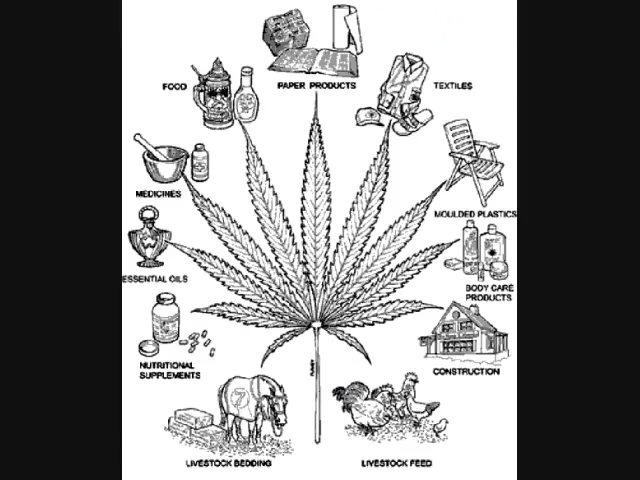 PAPER PRODUCTS
FOOD
TEXTILES
MEDICINES
MOULDED PLASTICS
ESSENTIAL OILS
BODY CARE
PRODUCTS
NUTRITIONAL
SUPPLEMENTS
CONSTRUCTION
LIVESTOCK BEDDING
LIVESTOCK FEED